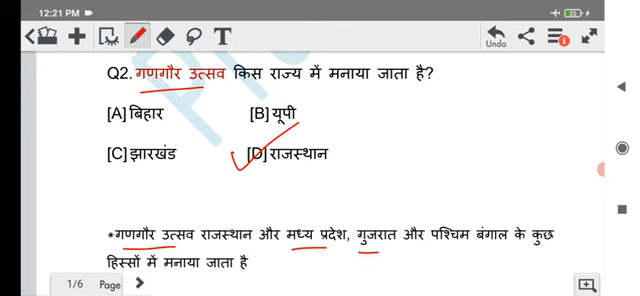 12:21 PM
35
Undo
Q2. गणगौर उत्सव किस राज्य में मनाया जाता है?
[A] बिहार [B] यूपी
[C] झारखंड [D] राजस्थान
*गणगौर उत्सव राजस्थान और मध्य प्रदेश, गुजरात और पश्चिम बंगाल के कुछ
हिस्सों में मनाया जाता है
1/6 Page